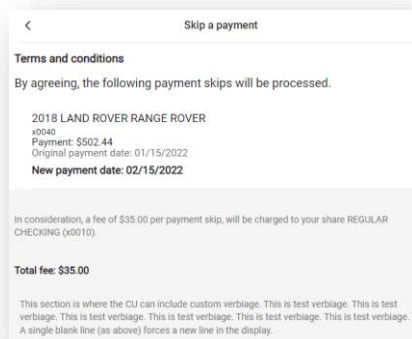 Skip a payment
Terms and conditions
By agreeing, the following payment skips will be processed.
2018 LAND ROVER RANGE ROVER
x0040
Payment: $502.44
Original payment date: 01/15/2022
New payment date: 02/15/2022
In consideration, a fee of $35.00 per payment skip, will be charged to your share REGULAR
CHECKING (x0010).
Total fee: $35.00
This section is where the CU can include custom verbiage. This is test verbiage. This is test
verbiage. This is test verbiage. This is test verbiage. This is test verbiage. This is test verbiage.
A single blank line (as above) forces a new line in the display.